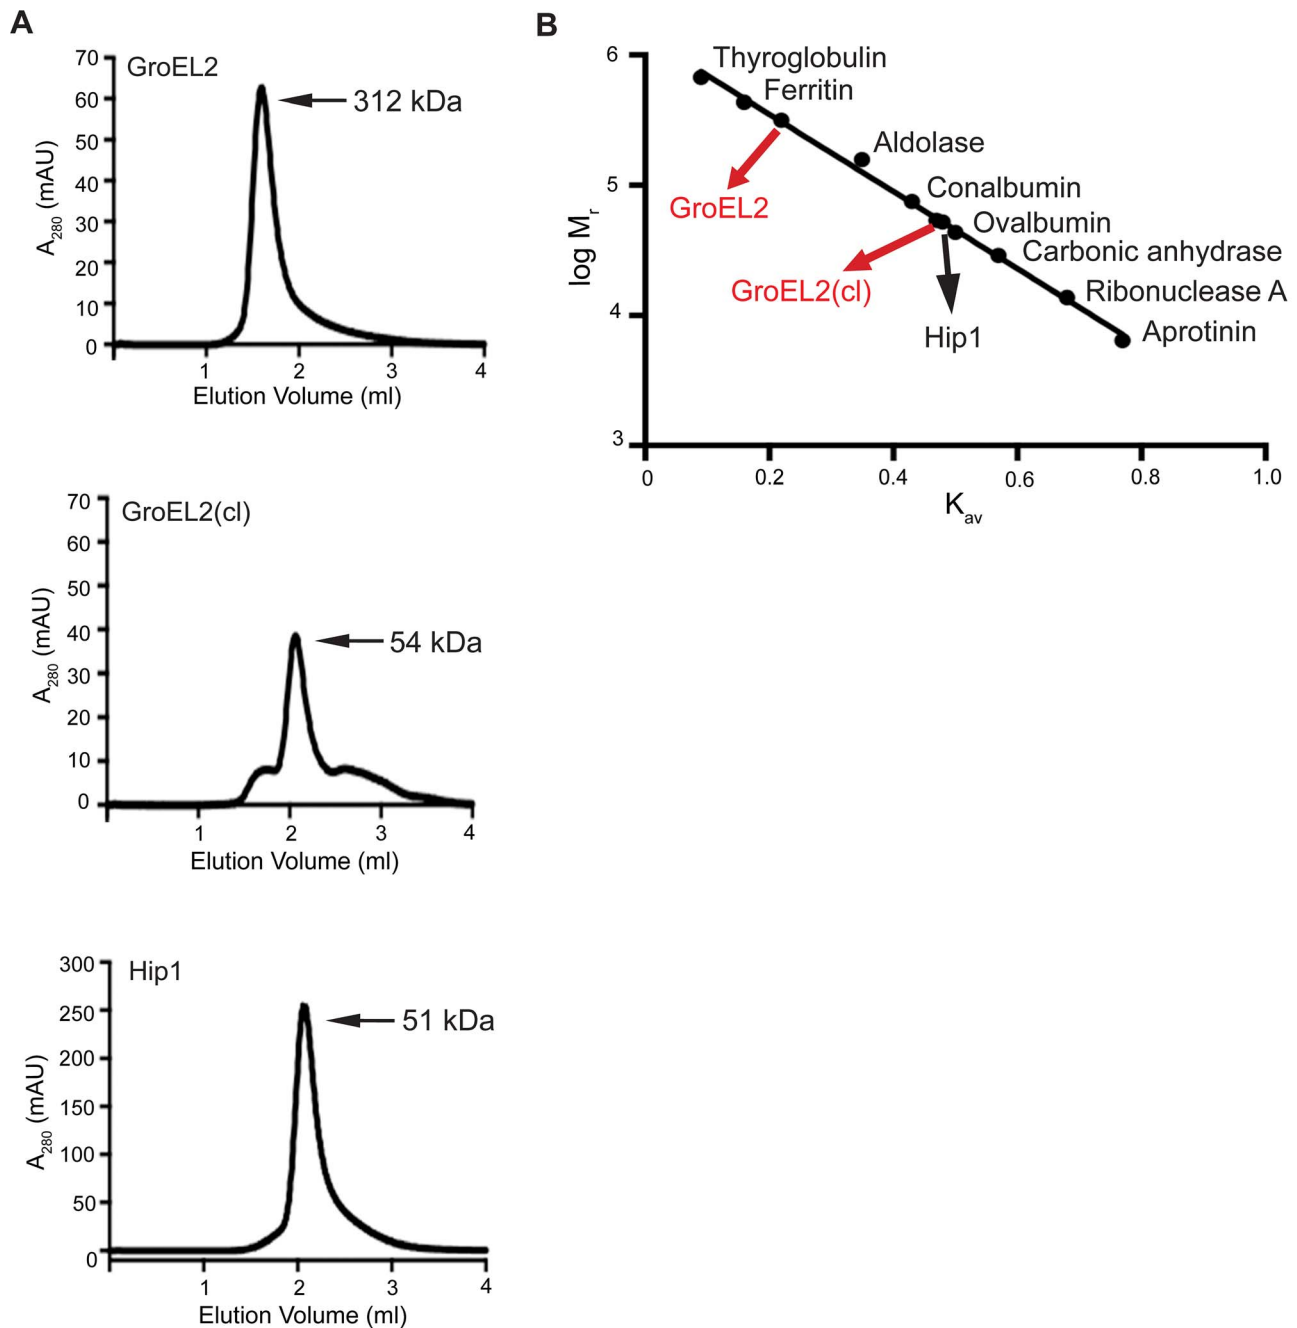 A
70
60
50
40
30
20
10
0
A280 (mAU)
GroEL2
312 kDa
1 2 3 4
Elution Volume (ml)
70
60
50
40
30
20
10
0
A280 (mAU)
GroEL2(cl)
54 kDa
1 2 3 4
Elution Volume (ml)
300
250
200
150
100
50
0
A280 (mAU)
Hip1
51 kDa
1 2 3 4
Elution Volume (ml)
B
6
5
4
3
log Mr
Thyroglobulin
Ferritin
Aldolase
GroEL2
Conalbumin
Ovalbumin
Carbonic anhydrase
GroEL2(cl)
Ribonuclease A
Hip1
Aprotinin
0 0.2 0.4 0.6 0.8 1.0
Kav